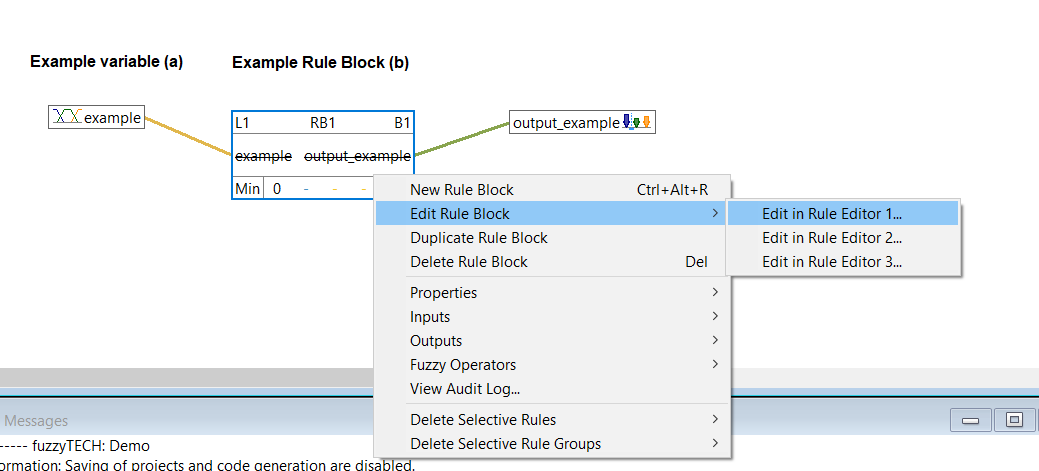 Example variable (a) Example Rule Block (b)
example
output_example
L1 RB1 B1
example output_example
Min 0 - - -
New Rule Block Ctrl+Alt+R
Edit Rule Block
Edit in Rule Editor 1...
Duplicate Rule Block
Edit in Rule Editor 2...
Delete Rule Block Del
Edit in Rule Editor 3...
Properties
Inputs
Outputs
Fuzzy Operators
View Audit Log...
Delete Selective Rules
Delete Selective Rule Groups
Messages
----- fuzzyTECH: Demo
ormation: Saving of projects and code generation are disabled.